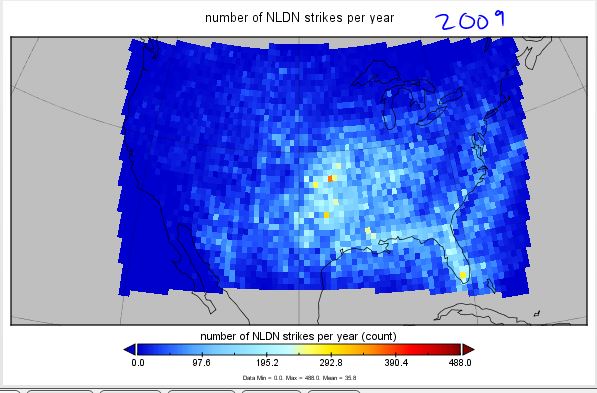 number of NLDN strikes per year
2009
number of NLDN strikes per year (count)
0.0 97.6 195.2 292.8 390.4 488.0
Data Min = 0.0, Max = 488.0, Mean = 35.8